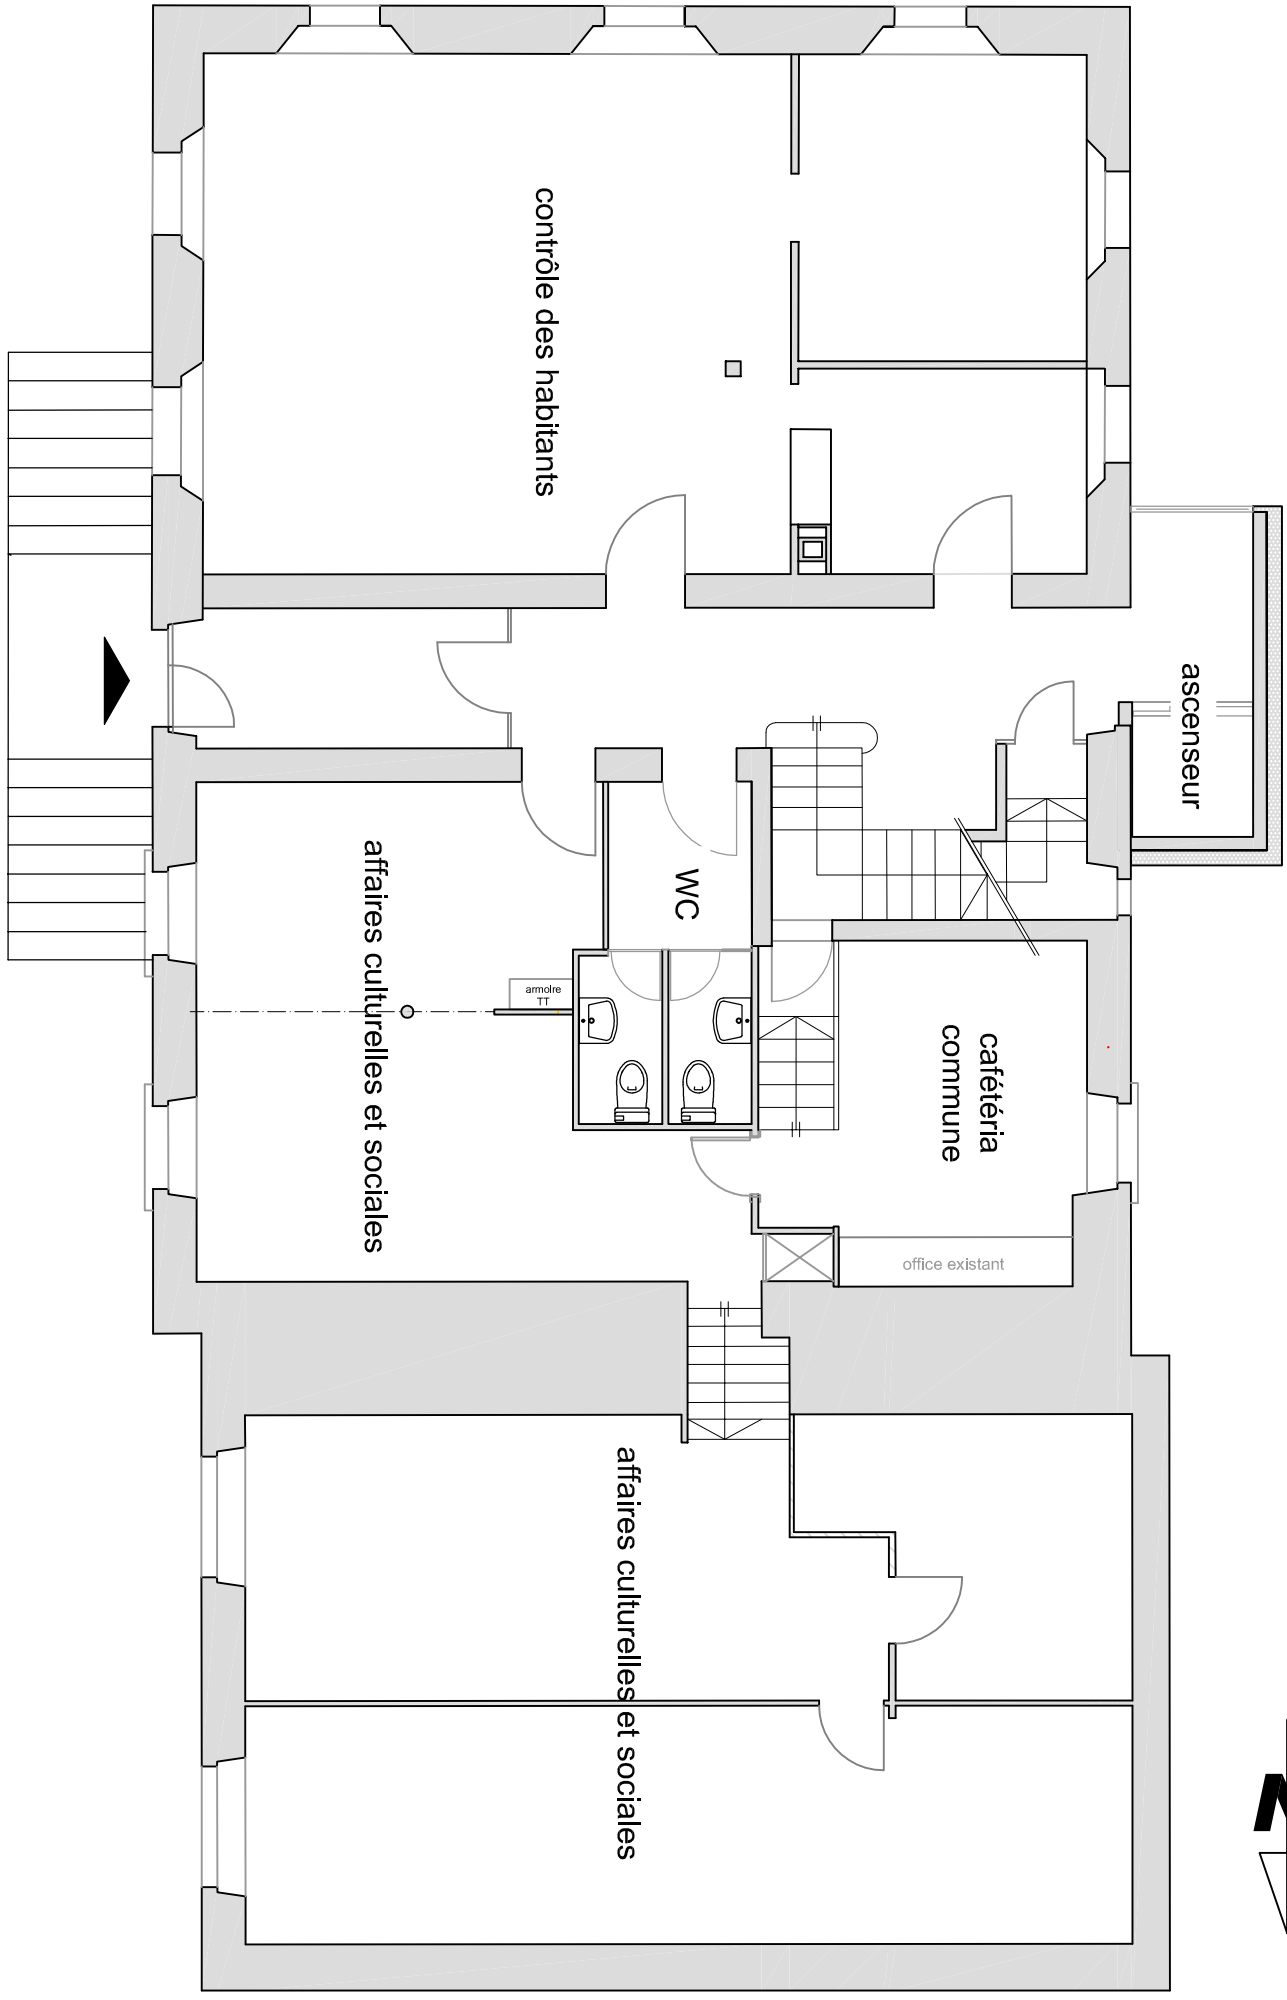 contrôle des habitants
ascenseur
affaires culturelles et sociales
WC
armoire
TT
cafétéria
commune
office existant
affaires culturelles et sociales
N